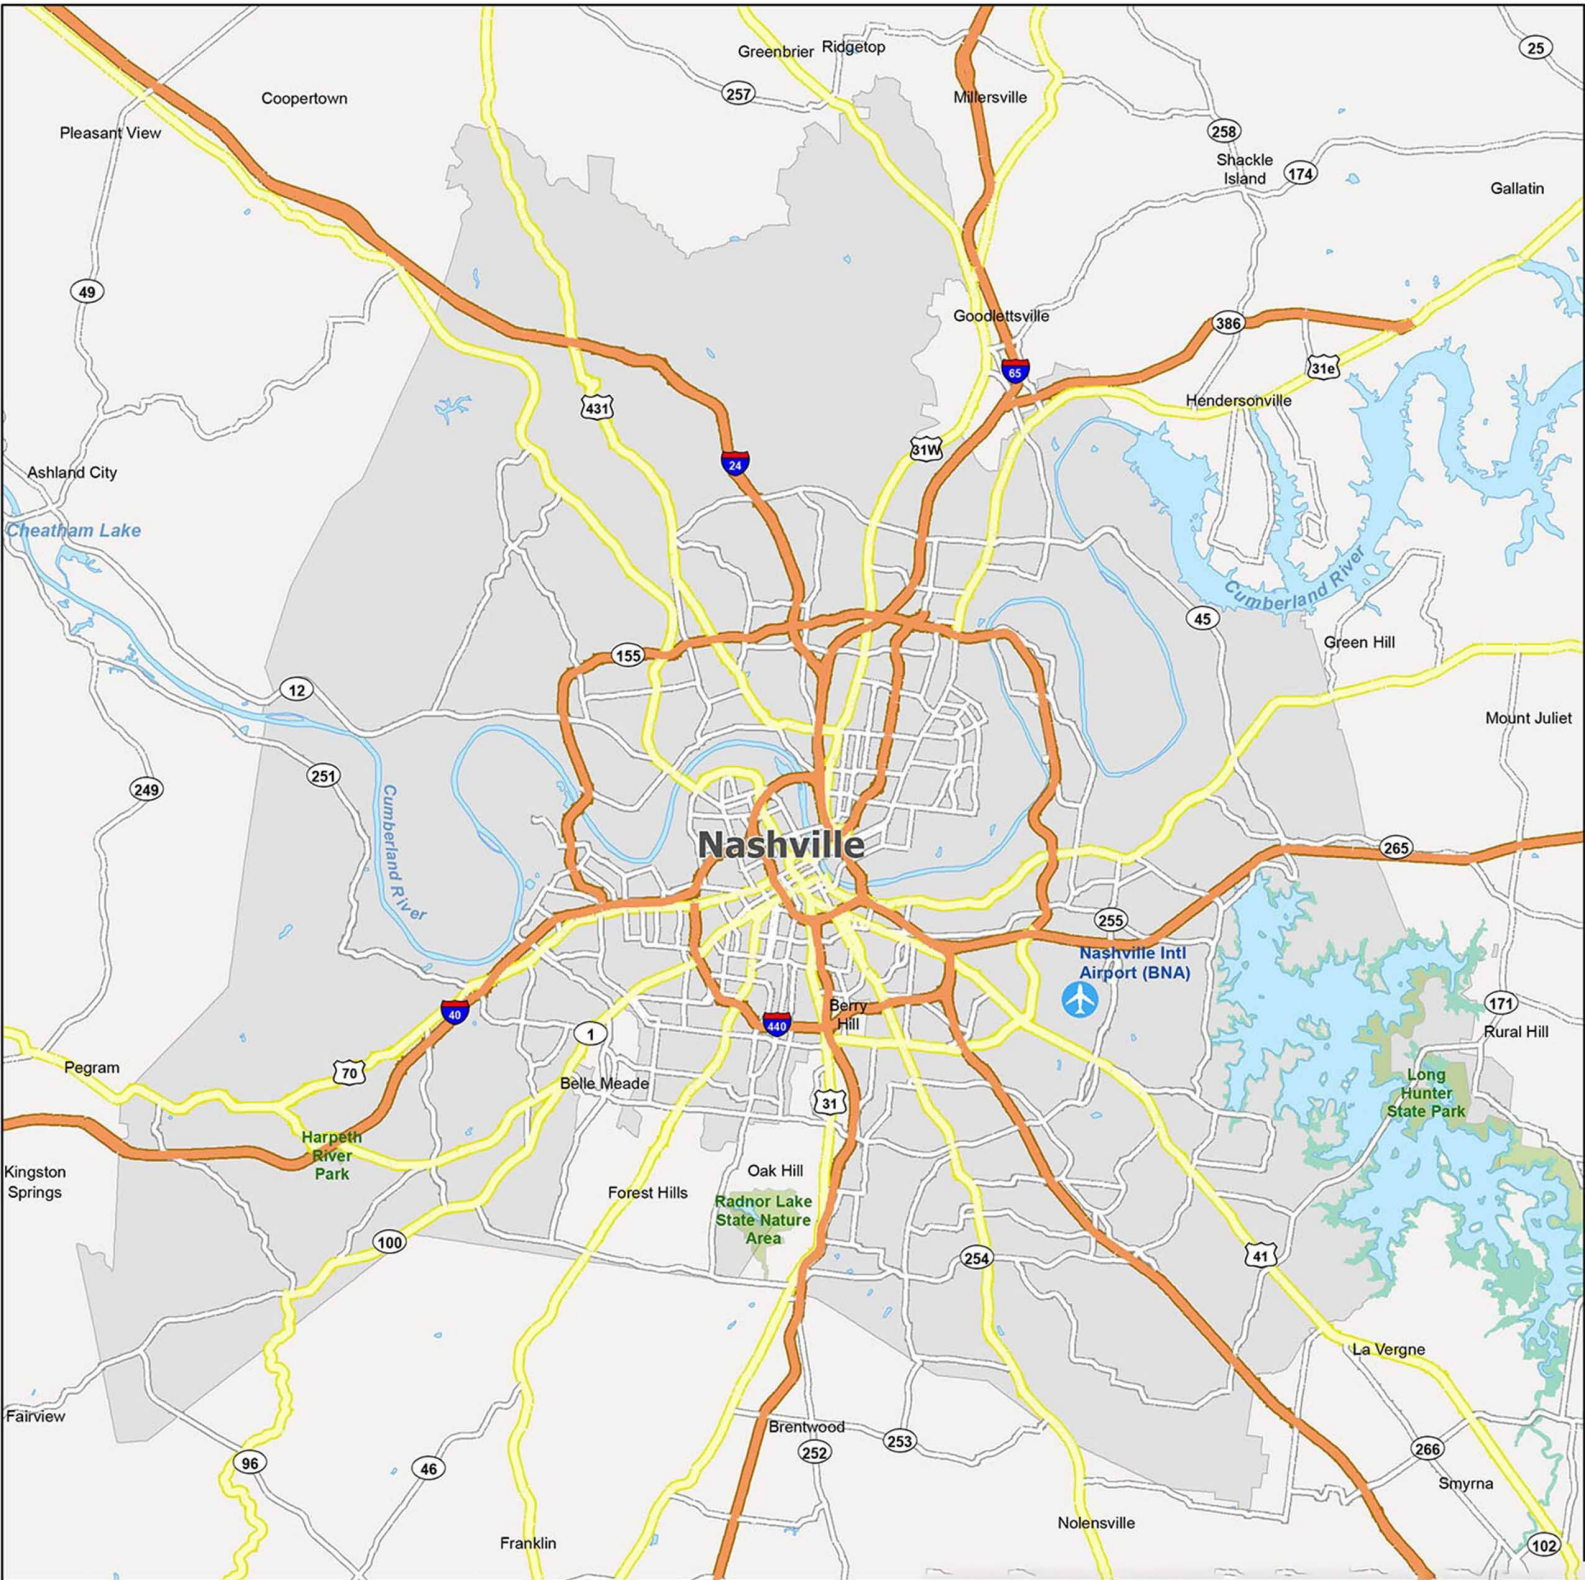 Greenbrier
Ridgetop
25
257
Coopertown
Millersville
Pleasant View
258
Shackle
Island
174
Gallatin
49
Goodlettsville
386
65
31e
Hendersonville
431
31W
24
Ashland City
Cheatham Lake
Cumberland River
45
Green Hill
155
12
Mount Juliet
251
249
Cumberland River
Nashville
265
255
Nashville Intl
Airport (BNA)
171
Rural Hill
40
Berry
Hill
440
1
70
Pegram
Belle Meade
Long
Hunter
State Park
31
Harpeth
River
Park
Kingston
Springs
Oak Hill
Forest Hills
Radnor Lake
State Nature
Area
100
254
41
La Vergne
Fairview
Brentwood
252
253
266
96
46
Smyrna
Nolensville
Franklin
102